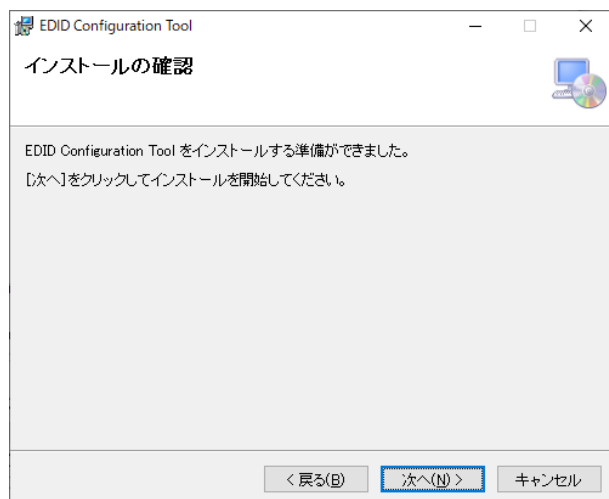 EDID Configuration Tool
インストールの確認
EDID Configuration Tool をインストールする準備ができました。
[次へ]をクリックしてインストールを開始してください。
< 戻る(B)
次へ(N) >
キャンセル